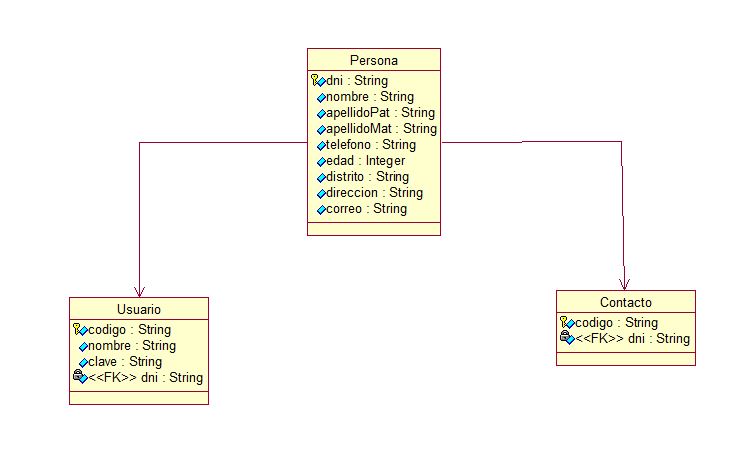 Persona
dni : String
nombre : String
apellidoPat : String
apellidoMat : String
telefono : String
edad : Integer
distrito : String
direccion : String
correo : String
Usuario
codigo : String
nombre : String
clave : String
<<FK>> dni : String
Contacto
codigo : String
<<FK>> dni : String